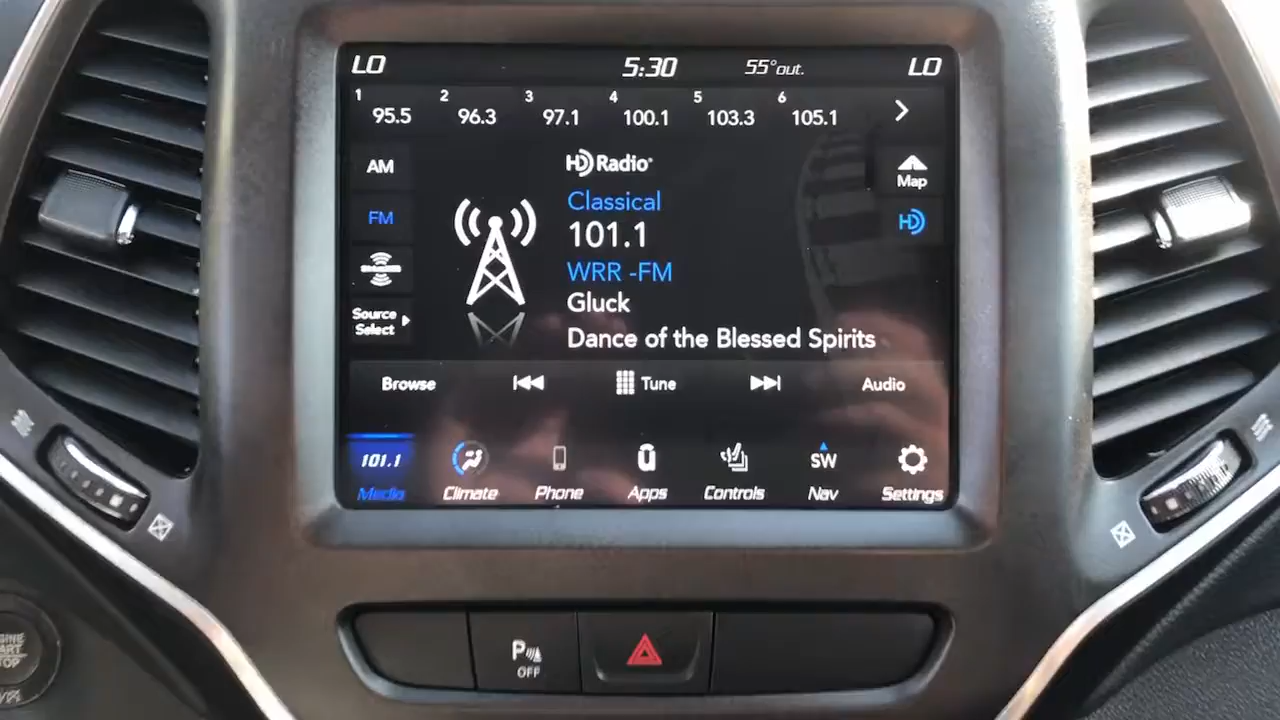 LO 5:30 55°out. LO
1 2 3 4 5 6
95.5 96.3 97.1 100.1 103.3 105.1
AM
HD Radio
Map
Classical
FM
101.1
HD
WRR -FM
Gluck
Source
Select
Dance of the Blessed Spirits
Browse Tune Audio
101.1 SW
Media Climate Phone Apps Controls Nav Settings
P
OFF